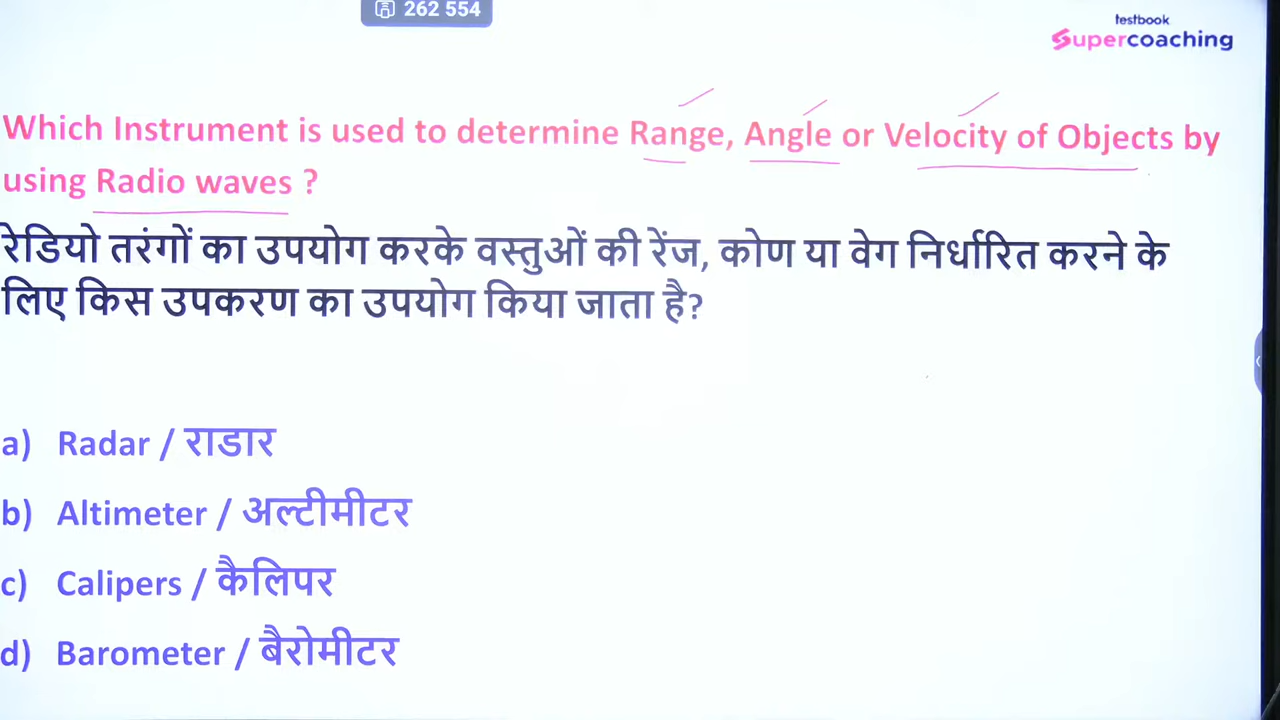 262 554
testbook
Supercoaching
Which Instrument is used to determine Range, Angle or Velocity of Objects by
using Radio waves ?
रेडियो तरंगों का उपयोग करके वस्तुओं की रेंज, कोण या वेग निर्धारित करने के
लिए किस उपकरण का उपयोग किया जाता है?
a) Radar / राडार
b) Altimeter / अल्टीमीटर
c) Calipers / कैलिपर
d) Barometer / बैरोमीटर